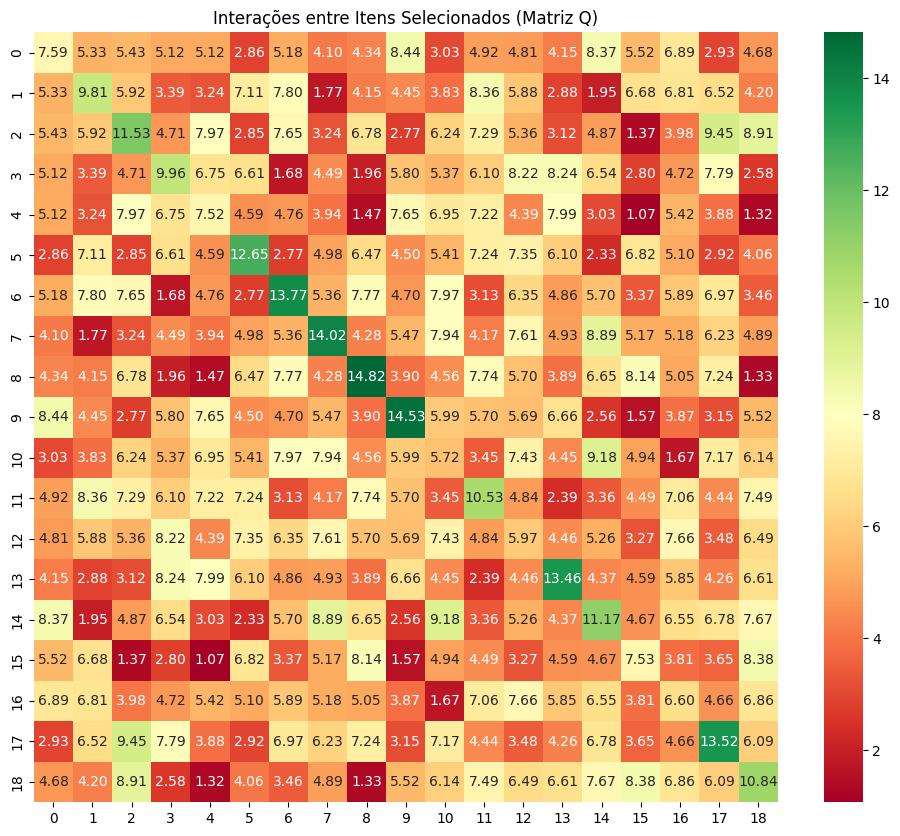 Interações entre Itens Selecionados (Matriz Q)
0 7.59 5.33 5.43 5.12 5.12 2.86 5.18 4.10 4.34 8.44 3.03 4.92 4.81 4.15 8.37 5.52 6.89 2.93 4.68
1 5.33 9.81 5.92 3.39 3.24 7.11 7.80 1.77 4.15 4.45 3.83 8.36 5.88 2.88 1.95 6.68 6.81 6.52 4.20
2 5.43 5.92 11.53 4.71 7.97 2.85 7.65 3.24 6.78 2.77 6.24 7.29 5.36 3.12 4.87 1.37 3.98 9.45 8.91
3 5.12 3.39 4.71 9.96 6.75 6.61 1.68 4.49 1.96 5.80 5.37 6.10 8.22 8.24 6.54 2.80 4.72 7.79 2.58
4 5.12 3.24 7.97 6.75 7.52 4.59 4.76 3.94 1.47 7.65 6.95 7.22 4.39 7.99 3.03 1.07 5.42 3.88 1.32
5 2.86 7.11 2.85 6.61 4.59 12.65 2.77 4.98 6.47 4.50 5.41 7.24 7.35 6.10 2.33 6.82 5.10 2.92 4.06
6 5.18 7.80 7.65 1.68 4.76 2.77 13.77 5.36 7.77 4.70 7.97 3.13 6.35 4.86 5.70 3.37 5.89 6.97 3.46
7 4.10 1.77 3.24 4.49 3.94 4.98 5.36 14.02 4.28 5.47 7.94 4.17 7.61 4.93 8.89 5.17 5.18 6.23 4.89
8 4.34 4.15 6.78 1.96 1.47 6.47 7.77 4.28 14.82 3.90 4.56 7.74 5.70 3.89 6.65 8.14 5.05 7.24 1.33
9 8.44 4.45 2.77 5.80 7.65 4.50 4.70 5.47 3.90 14.53 5.99 5.70 5.69 6.66 2.56 1.57 3.87 3.15 5.52
10 3.03 3.83 6.24 5.37 6.95 5.41 7.97 7.94 4.56 5.99 5.72 3.45 7.43 4.45 9.18 4.94 1.67 7.17 6.14
11 4.92 8.36 7.29 6.10 7.22 7.24 3.13 4.17 7.74 5.70 3.45 10.53 4.84 2.39 3.36 4.49 7.06 4.44 7.49
12 4.81 5.88 5.36 8.22 4.39 7.35 6.35 7.61 5.70 5.69 7.43 4.84 5.97 4.46 5.26 3.27 7.66 3.48 6.49
13 4.15 2.88 3.12 8.24 7.99 6.10 4.86 4.93 3.89 6.66 4.45 2.39 4.46 13.46 4.37 4.59 5.85 4.26 6.61
14 8.37 1.95 4.87 6.54 3.03 2.33 5.70 8.89 6.65 2.56 9.18 3.36 5.26 4.37 11.17 4.67 6.55 6.78 7.67
15 5.52 6.68 1.37 2.80 1.07 6.82 3.37 5.17 8.14 1.57 4.94 4.49 3.27 4.59 4.67 7.53 3.81 3.65 8.38
16 6.89 6.81 3.98 4.72 5.42 5.10 5.89 5.18 5.05 3.87 1.67 7.06 7.66 5.85 6.55 3.81 6.60 4.66 6.86
17 2.93 6.52 9.45 7.79 3.88 2.92 6.97 6.23 7.24 3.15 7.17 4.44 3.48 4.26 6.78 3.65 4.66 13.52 6.09
18 4.68 4.20 8.91 2.58 1.32 4.06 3.46 4.89 1.33 5.52 6.14 7.49 6.49 6.61 7.67 8.38 6.86 6.09 10.84
0 1 2 3 4 5 6 7 8 9 10 11 12 13 14 15 16 17 18
14
12
10
8
6
4
2